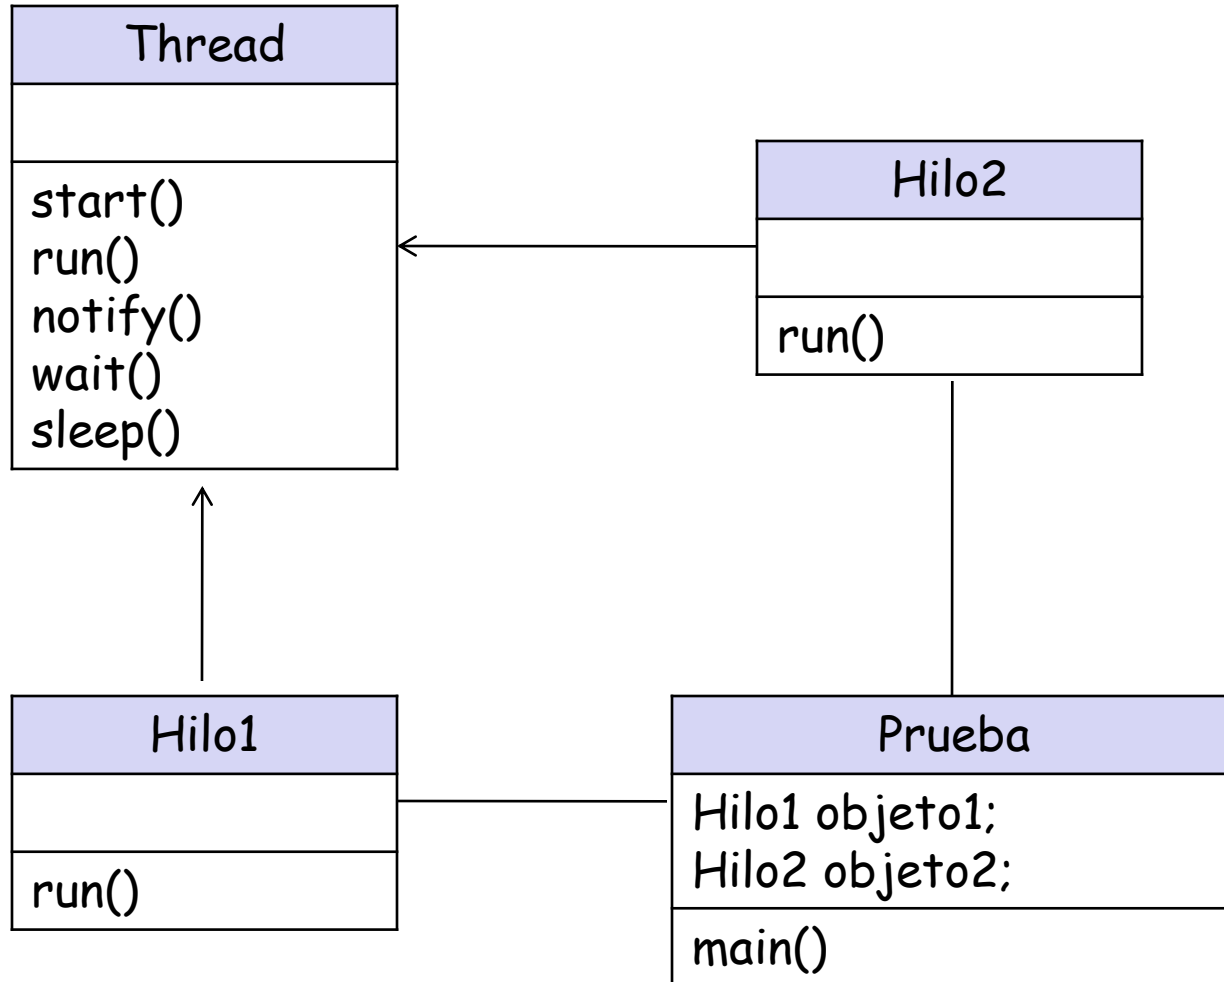 Thread
start()
run()
notify()
wait()
sleep()
Hilo2
run()
Hilo1
run()
Prueba
Hilo1 objeto1;
Hilo2 objeto2;
main()